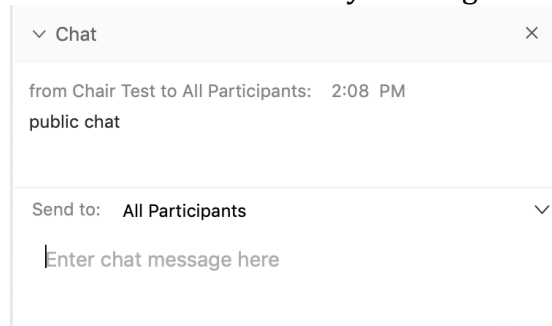 Chat
from Chair Test to All Participants: 2:08 PM
public chat
Send to: All Participants
Enter chat message here